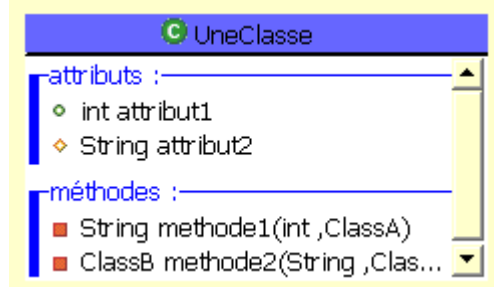 C UneClasse
attributs :
int attribut1
String attribut2
méthodes :
String methode1(int ,ClassA)
ClassB methode2(String ,Clas...